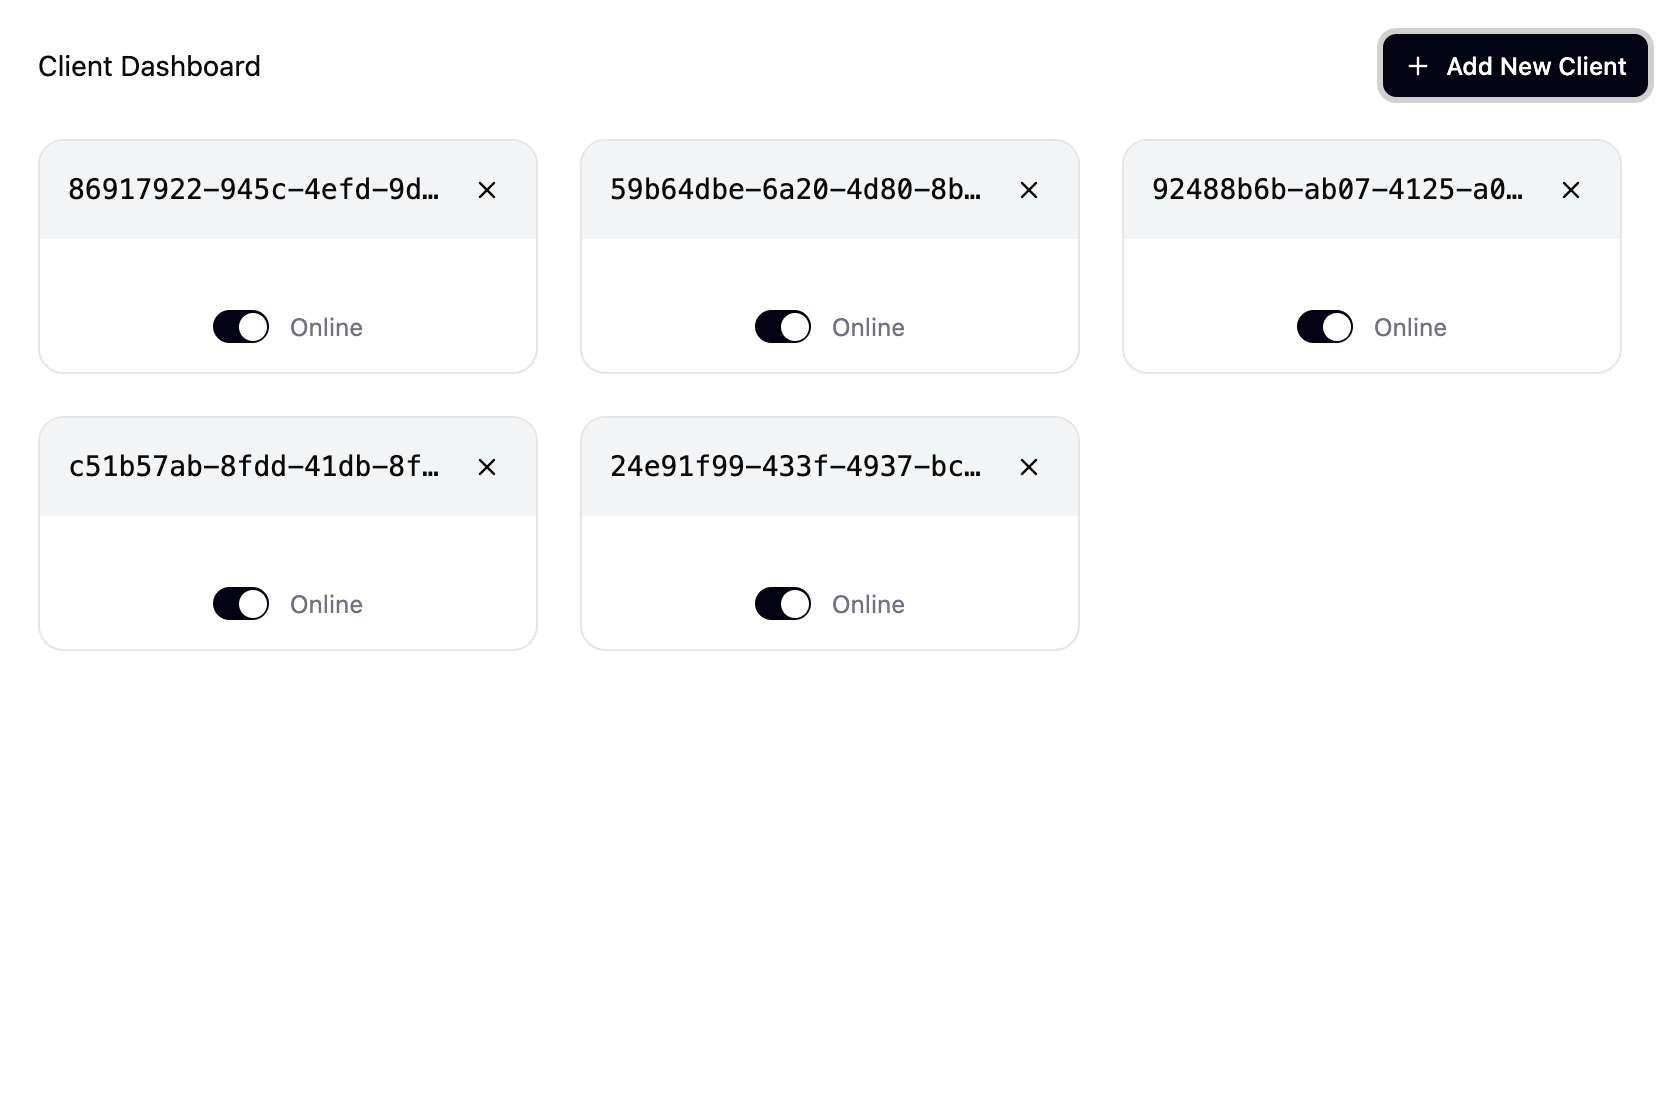 Client Dashboard
Add New Client
86917922-945c-4efd-9d…
59b64dbe-6a20-4d80-8b…
92488b6b-ab07-4125-a0…
Online
Online
Online
c51b57ab-8fdd-41db-8f…
24e91f99-433f-4937-bc…
Online
Online